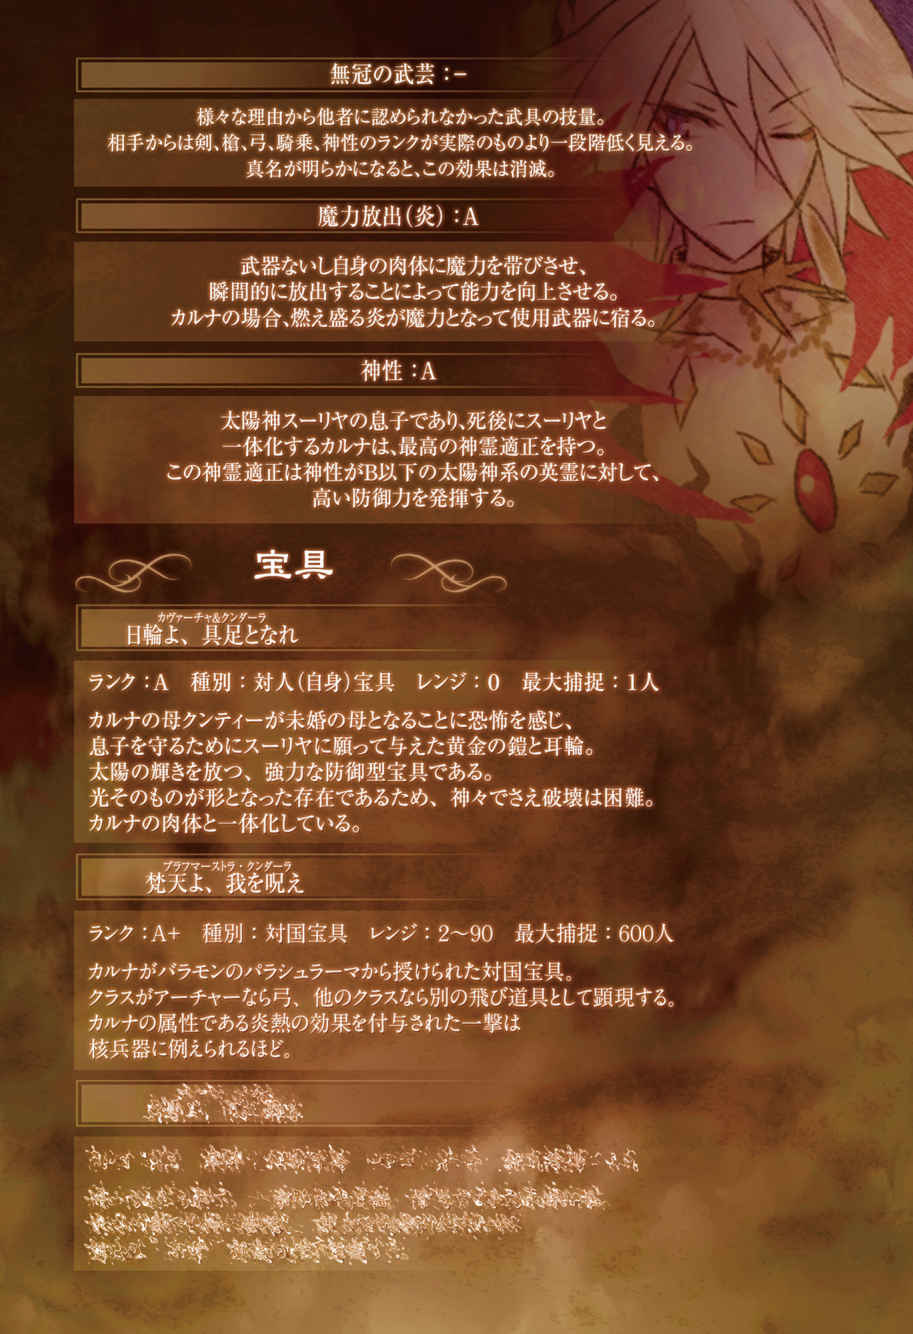 無冠の武芸：−
様々な理由から他者に認められなかった武具の技量。
相手からは剣、槍、弓、騎乗、神性のランクが実際のものより一段階低く見える。
真名が明らかになると、この効果は消滅。
魔力放出（炎）：A
武器ないし自身の肉体に魔力を帯びさせ、
瞬間的に放出することによって能力を向上させる。
カルナの場合、燃え盛る炎が魔力となって使用武器に宿る。
神性：A
太陽神スーリヤの息子であり、死後にスーリヤと
一体化するカルナは、最高の神霊適正を持つ。
この神霊適正は神性がB以下の太陽神系の英霊に対して、
高い防御力を発揮する。
宝具
カヴァーチャ&クンダーラ
日輪よ、具足となれ
ランク：A　種別：対人（自身）宝具　レンジ：0　最大捕捉：1人
カルナの母クンティーが未婚の母となることに恐怖を感じ、
息子を守るためにスーリヤに願って与えた黄金の鎧と耳輪。
太陽の輝きを放つ、強力な防御型宝具である。
光そのものが形となった存在であるため、神々でさえ破壊は困難。
カルナの肉体と一体化している。
ブラフマーストラ・クンダーラ
梵天よ、我を呪え
ランク：A+　種別：対国宝具　レンジ：2〜90　最大捕捉：600人
カルナがバラモンのパラシュラーマから授けられた対国宝具。
クラスがアーチャーなら弓、他のクラスなら別の飛び道具として顕現する。
カルナの属性である炎熱の効果を付与された一撃は
核兵器に例えられるほど。